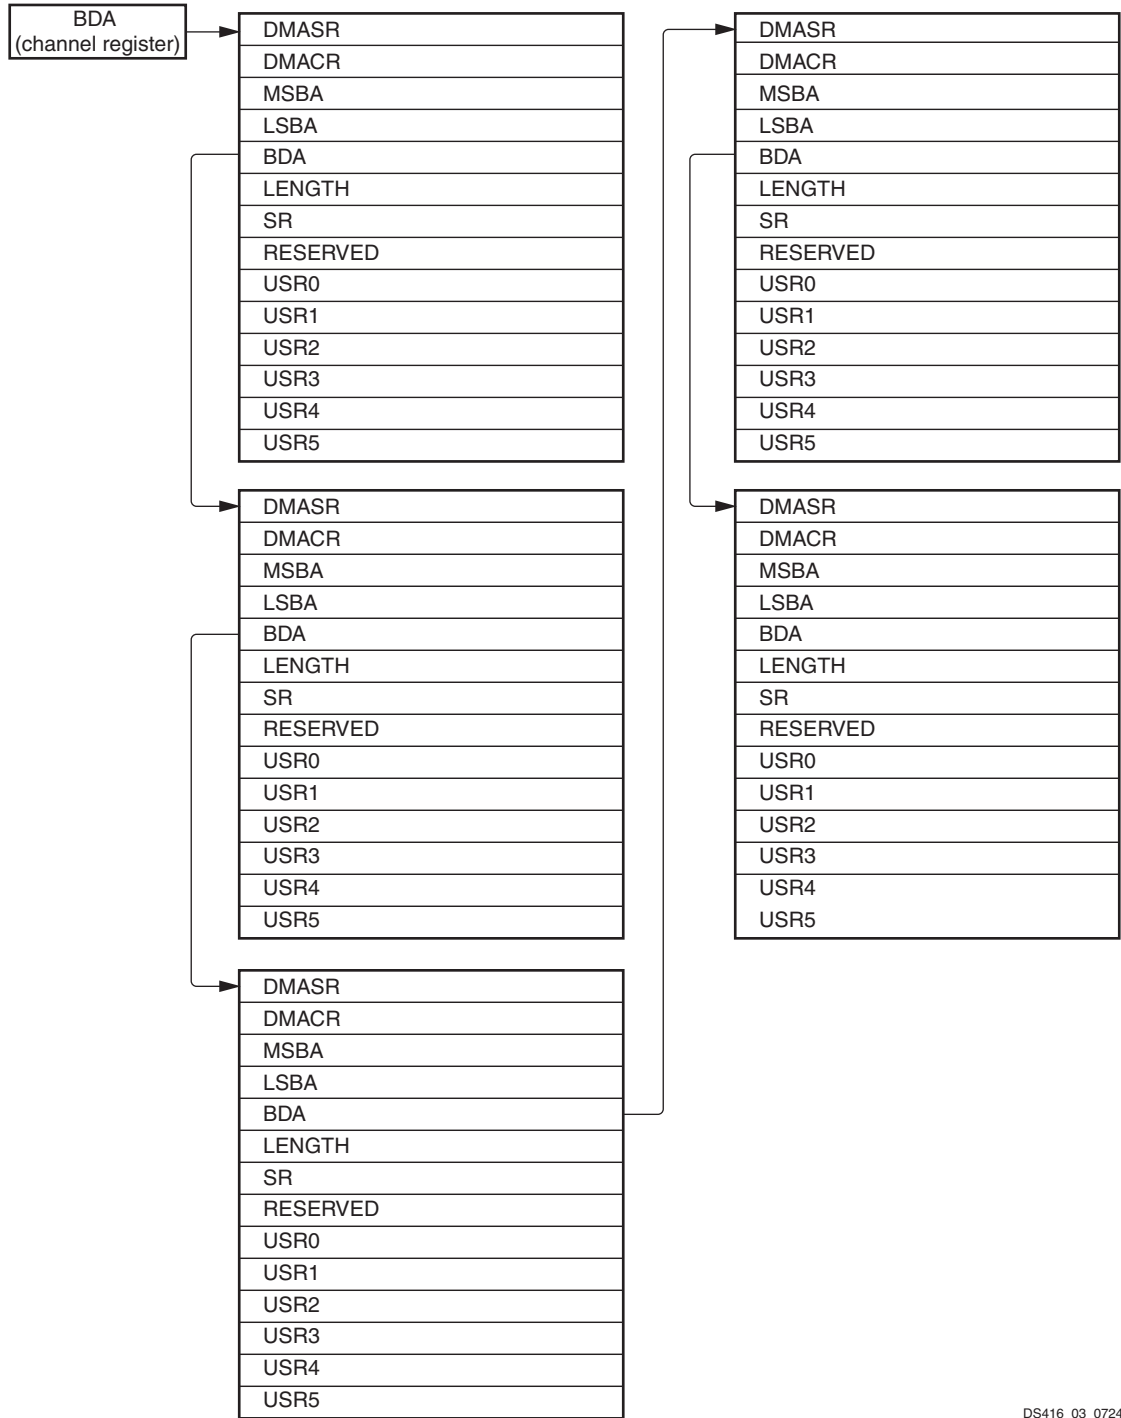 BDA
(channel register)
DMASR
DMACR
MSBA
LSBA
BDA
LENGTH
SR
RESERVED
USR0
USR1
USR2
USR3
USR4
USR5
DMASR
DMACR
MSBA
LSBA
BDA
LENGTH
SR
RESERVED
USR0
USR1
USR2
USR3
USR4
USR5
DMASR
DMACR
MSBA
LSBA
BDA
LENGTH
SR
RESERVED
USR0
USR1
USR2
USR3
USR4
USR5
DMASR
DMACR
MSBA
LSBA
BDA
LENGTH
SR
RESERVED
USR0
USR1
USR2
USR3
USR4
USR5
DMASR
DMACR
MSBA
LSBA
BDA
LENGTH
SR
RESERVED
USR0
USR1
USR2
USR3
USR4
USR5
DS416_03_0724